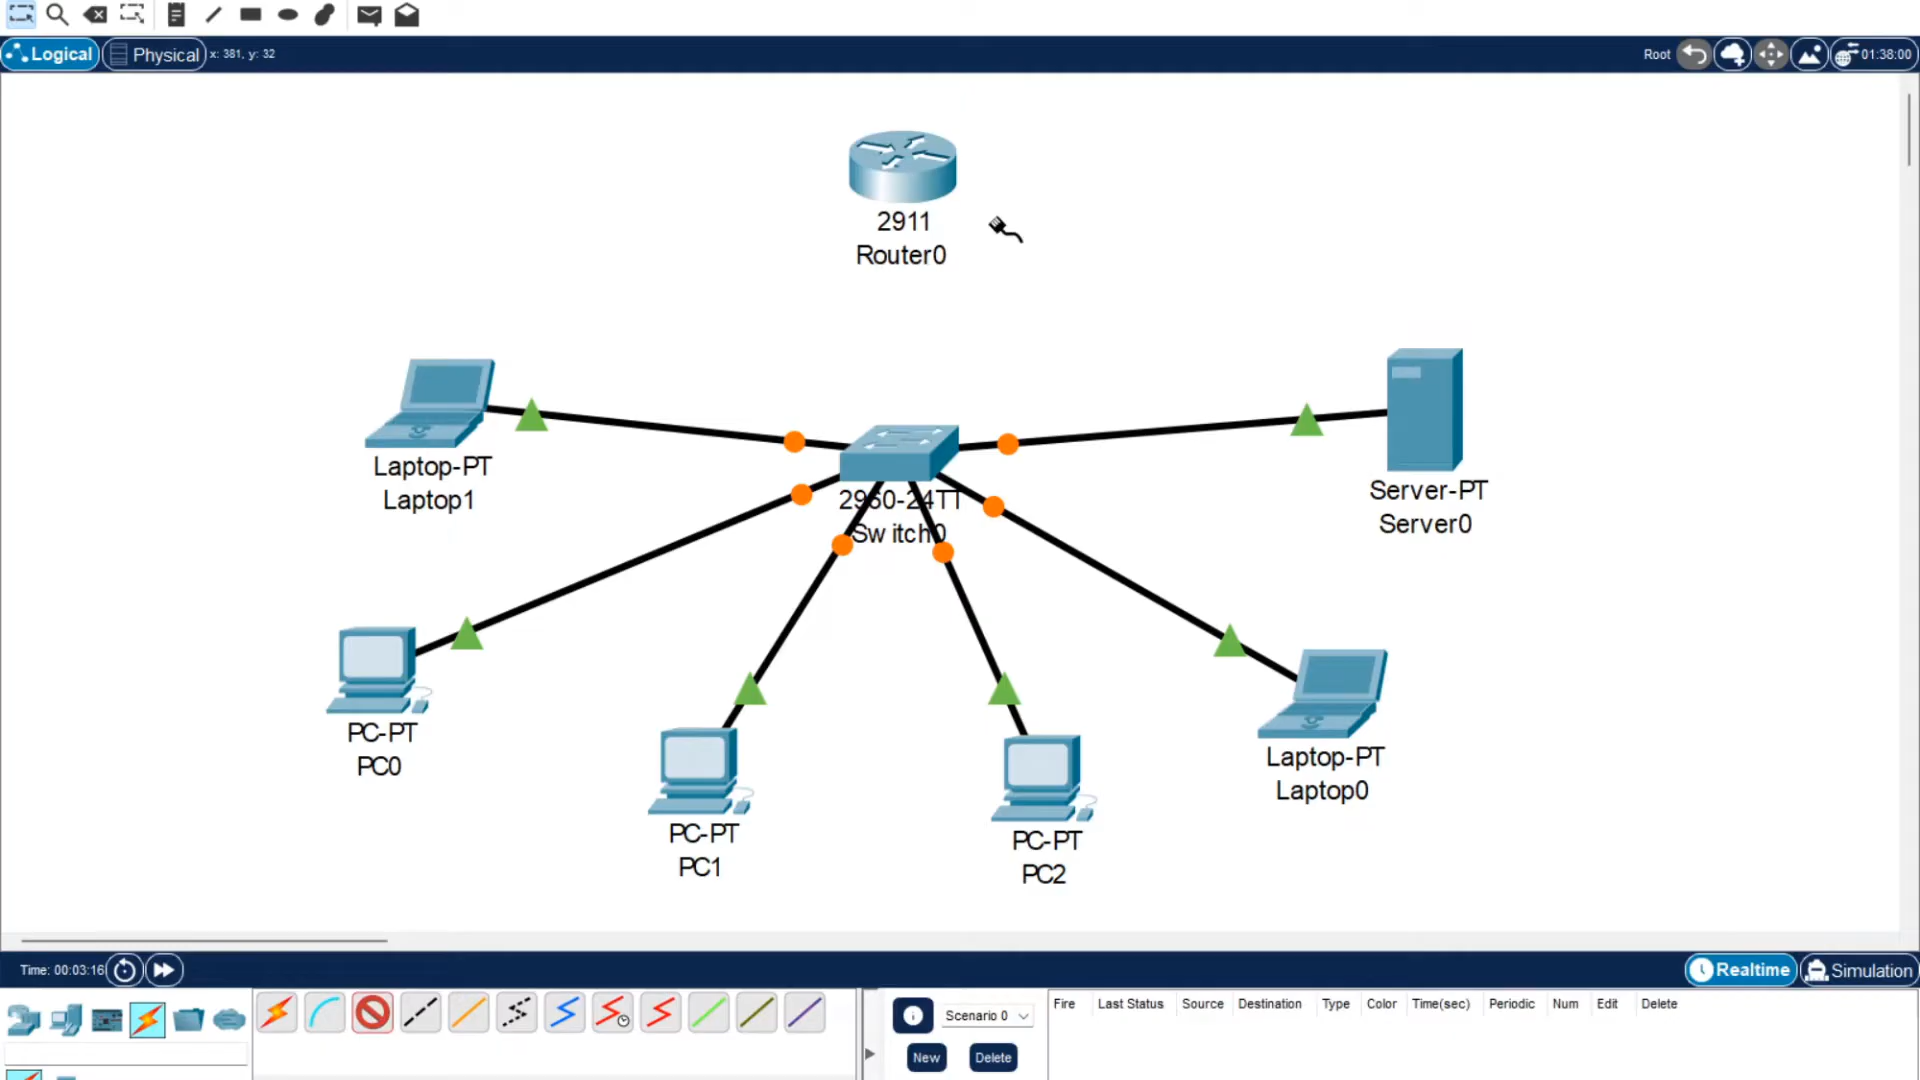 Logical
Physical
x: 381, y: 32
Root
01:38:00
2911
Router0
Laptop-PT
Laptop1
2960-24TT
Switch0
Server-PT
Server0
PC-PT
PC0
PC-PT
PC1
PC-PT
PC2
Laptop-PT
Laptop0
Time: 00:03:16
Realtime
Simulation
Scenario 0
New
Delete
Fire Last Status Source Destination Type Color Time(sec) Periodic Num Edit Delete